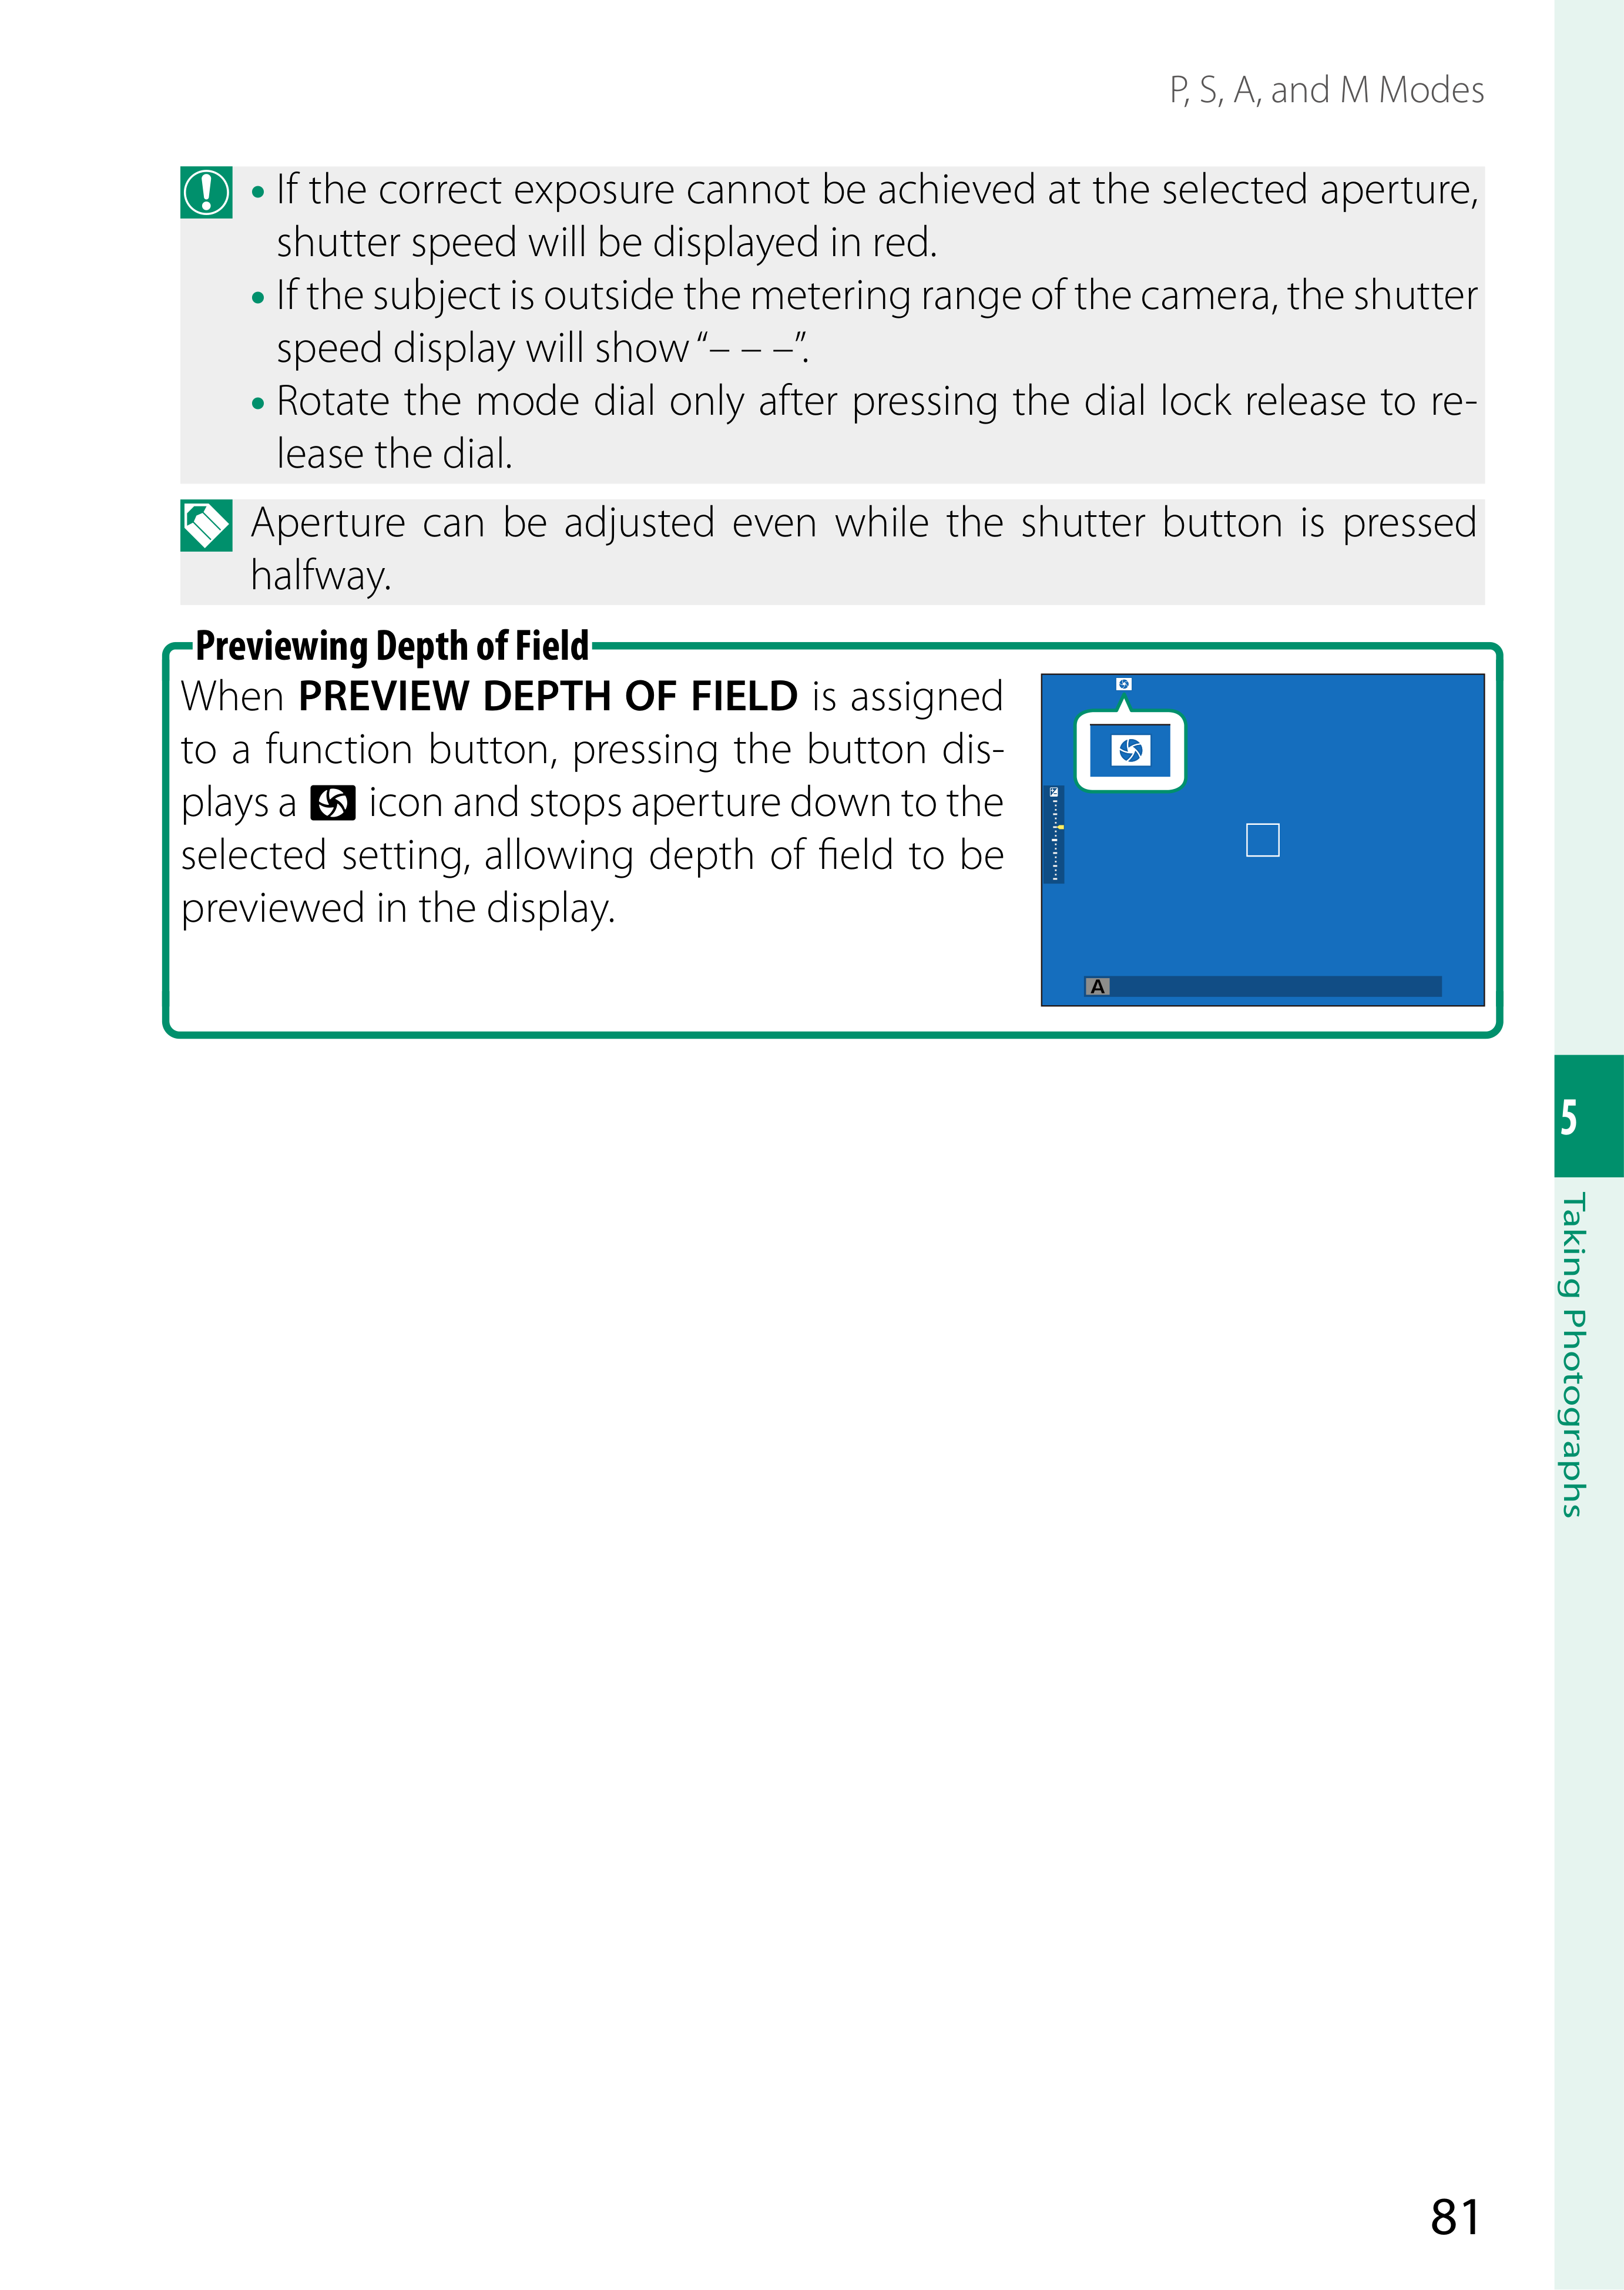 P, S, A, and M Modes
• If the correct exposure cannot be achieved at the selected aperture,
shutter speed will be displayed in red.
• If the subject is outside the metering range of the camera, the shutter
speed display will show “– – –”.
• Rotate the mode dial only after pressing the dial lock release to re-
lease the dial.
Aperture can be adjusted even while the shutter button is pressed
halfway.
Previewing Depth of Field
When PREVIEW DEPTH OF FIELD is assigned
to a function button, pressing the button dis-
plays a icon and stops aperture down to the
selected setting, allowing depth of field to be
previewed in the display.
A
5
Taking Photographs
81